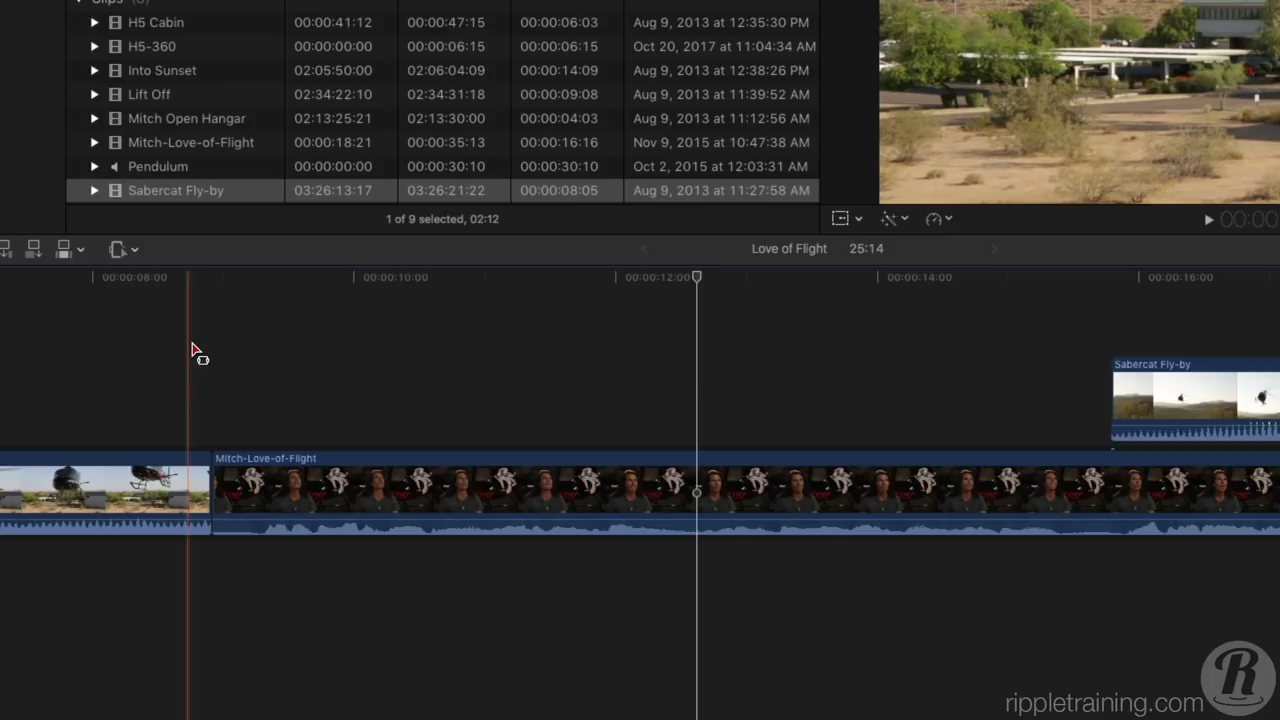 Clips
H5 Cabin 00:00:41:12 00:00:47:15 00:00:06:03 Aug 9, 2013 at 12:35:30 PM
H5-360 00:00:00:00 00:00:06:15 00:00:06:15 Oct 20, 2017 at 11:04:34 AM
Into Sunset 02:05:50:00 02:06:04:09 00:00:14:09 Aug 9, 2013 at 12:38:26 PM
Lift Off 02:34:22:10 02:34:31:18 00:00:09:08 Aug 9, 2013 at 11:39:52 AM
Mitch Open Hangar 02:13:25:21 02:13:30:00 00:00:04:03 Aug 9, 2013 at 11:12:56 AM
Mitch-Love-of-Flight 00:00:18:21 00:00:35:13 00:00:16:16 Nov 9, 2015 at 10:47:38 AM
Pendulum 00:00:00:00 00:00:30:10 00:00:30:10 Oct 2, 2015 at 12:03:31 AM
Sabercat Fly-by 03:26:13:17 03:26:21:22 00:00:08:05 Aug 9, 2013 at 11:27:58 AM
1 of 9 selected, 02:12
00:00
Love of Flight 25:14
00:00:08:00 00:00:10:00 00:00:12:00 00:00:14:00 00:00:16:00
Sabercat Fly-by
Mitch-Love-of-Flight
R
rippletraining.com